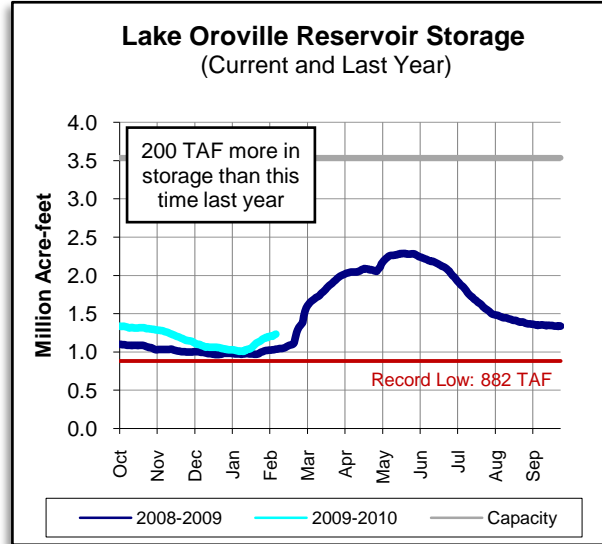 Lake Oroville Reservoir Storage
(Current and Last Year)
Million Acre-feet
4.0
3.5
3.0
2.5
2.0
1.5
1.0
0.5
0.0
200 TAF more in
storage than this
time last year
Record Low: 882 TAF
Oct Nov Dec Jan Feb Mar Apr May Jun Jul Aug Sep
2008-2009 2009-2010 Capacity